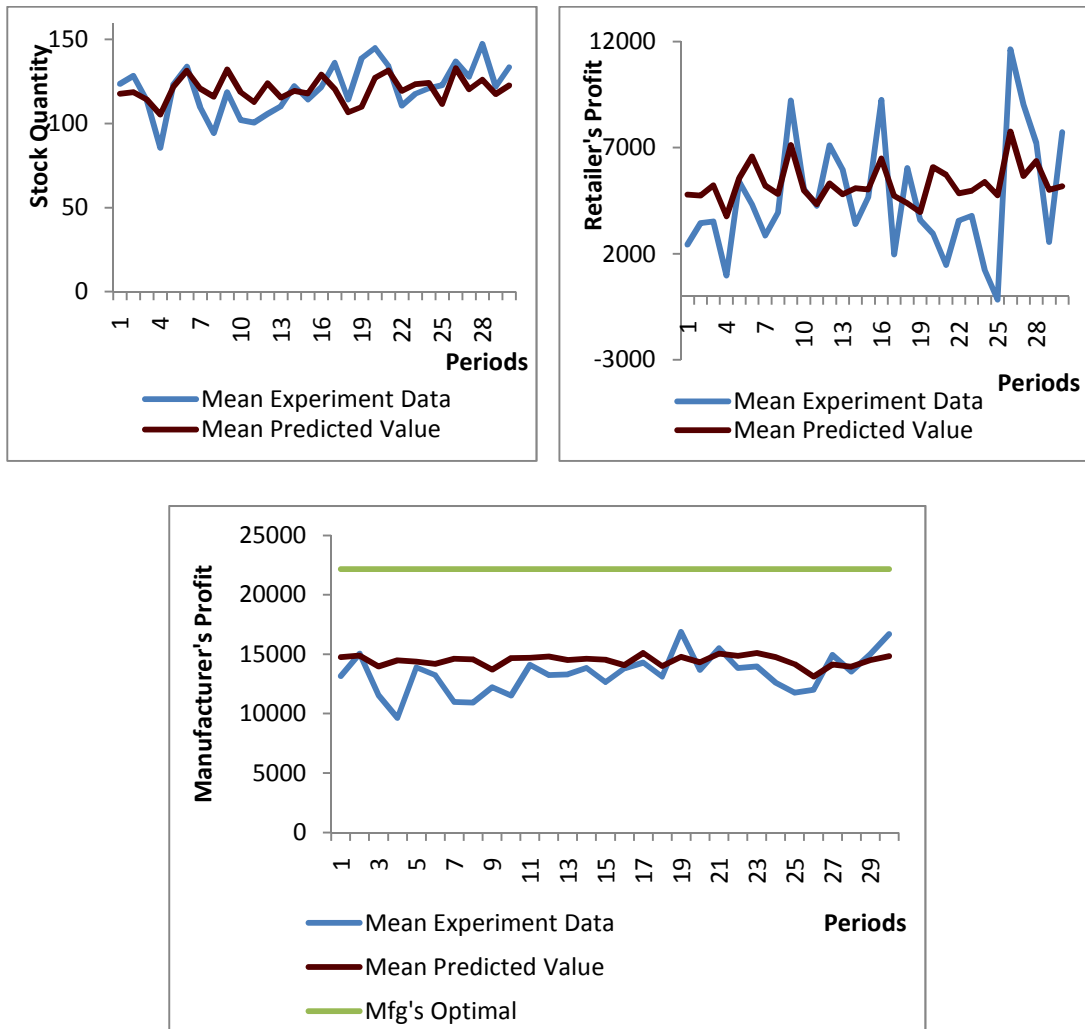 Stock Quantity
150
100
50
0
1 4 7 10 13 16 19 22 25 28
Periods
Mean Experiment Data
Mean Predicted Value
Retailer's Profit
12000
7000
2000
-3000
1 4 7 10 13 16 19 22 25 28
Periods
Mean Experiment Data
Mean Predicted Value
Manufacturer's Profit
25000
20000
15000
10000
5000
0
1 3 5 7 9 11 13 15 17 19 21 23 25 27 29
Periods
Mean Experiment Data
Mean Predicted Value
Mfg's Optimal